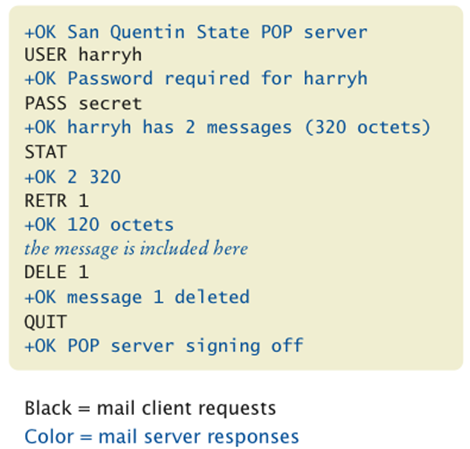 +OK San Quentin State POP server
USER harryh
+OK Password required for harryh
PASS secret
+OK harryh has 2 messages (320 octets)
STAT
+OK 2 320
RETR 1
+OK 120 octets
the message is included here
DELE 1
+OK message 1 deleted
QUIT
+OK POP server signing off
Black = mail client requests
Color = mail server responses